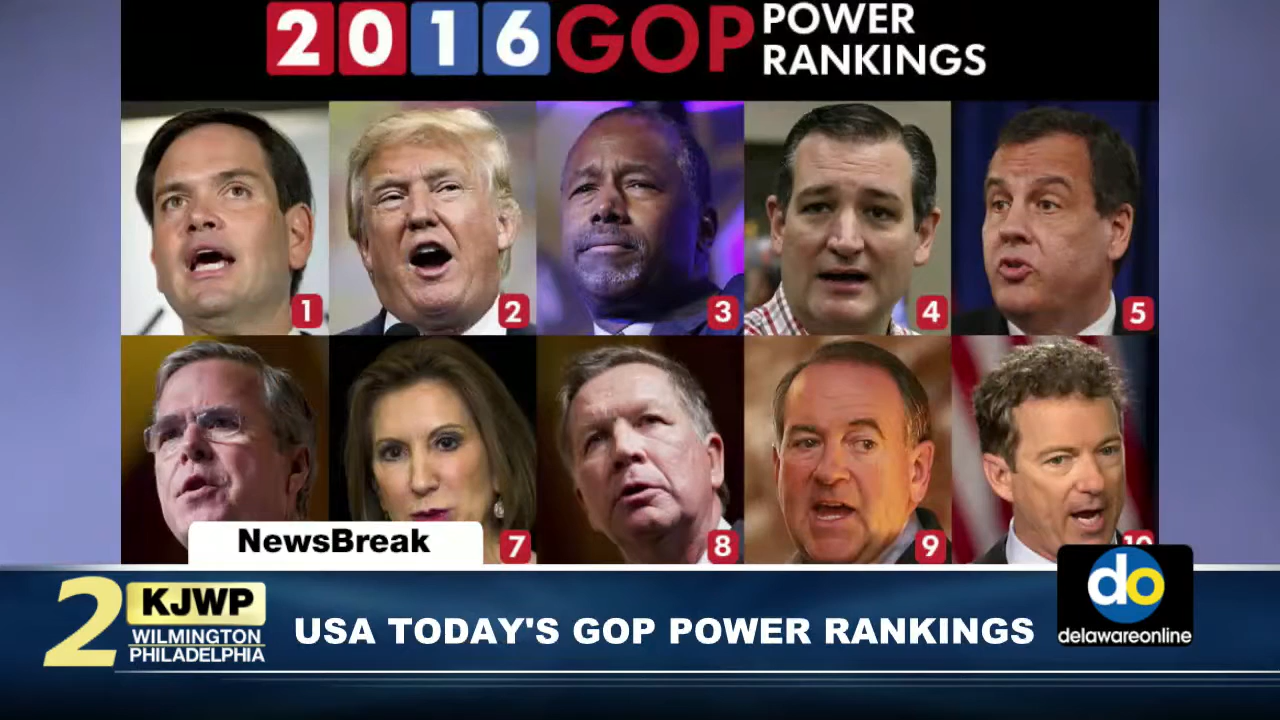 2016 GOP POWER
RANKINGS
1
2
3
4
5
7
8
9
10
NewsBreak
2 KJWP
WILMINGTON
PHILADELPHIA
USA TODAY'S GOP POWER RANKINGS
do
delawareonline